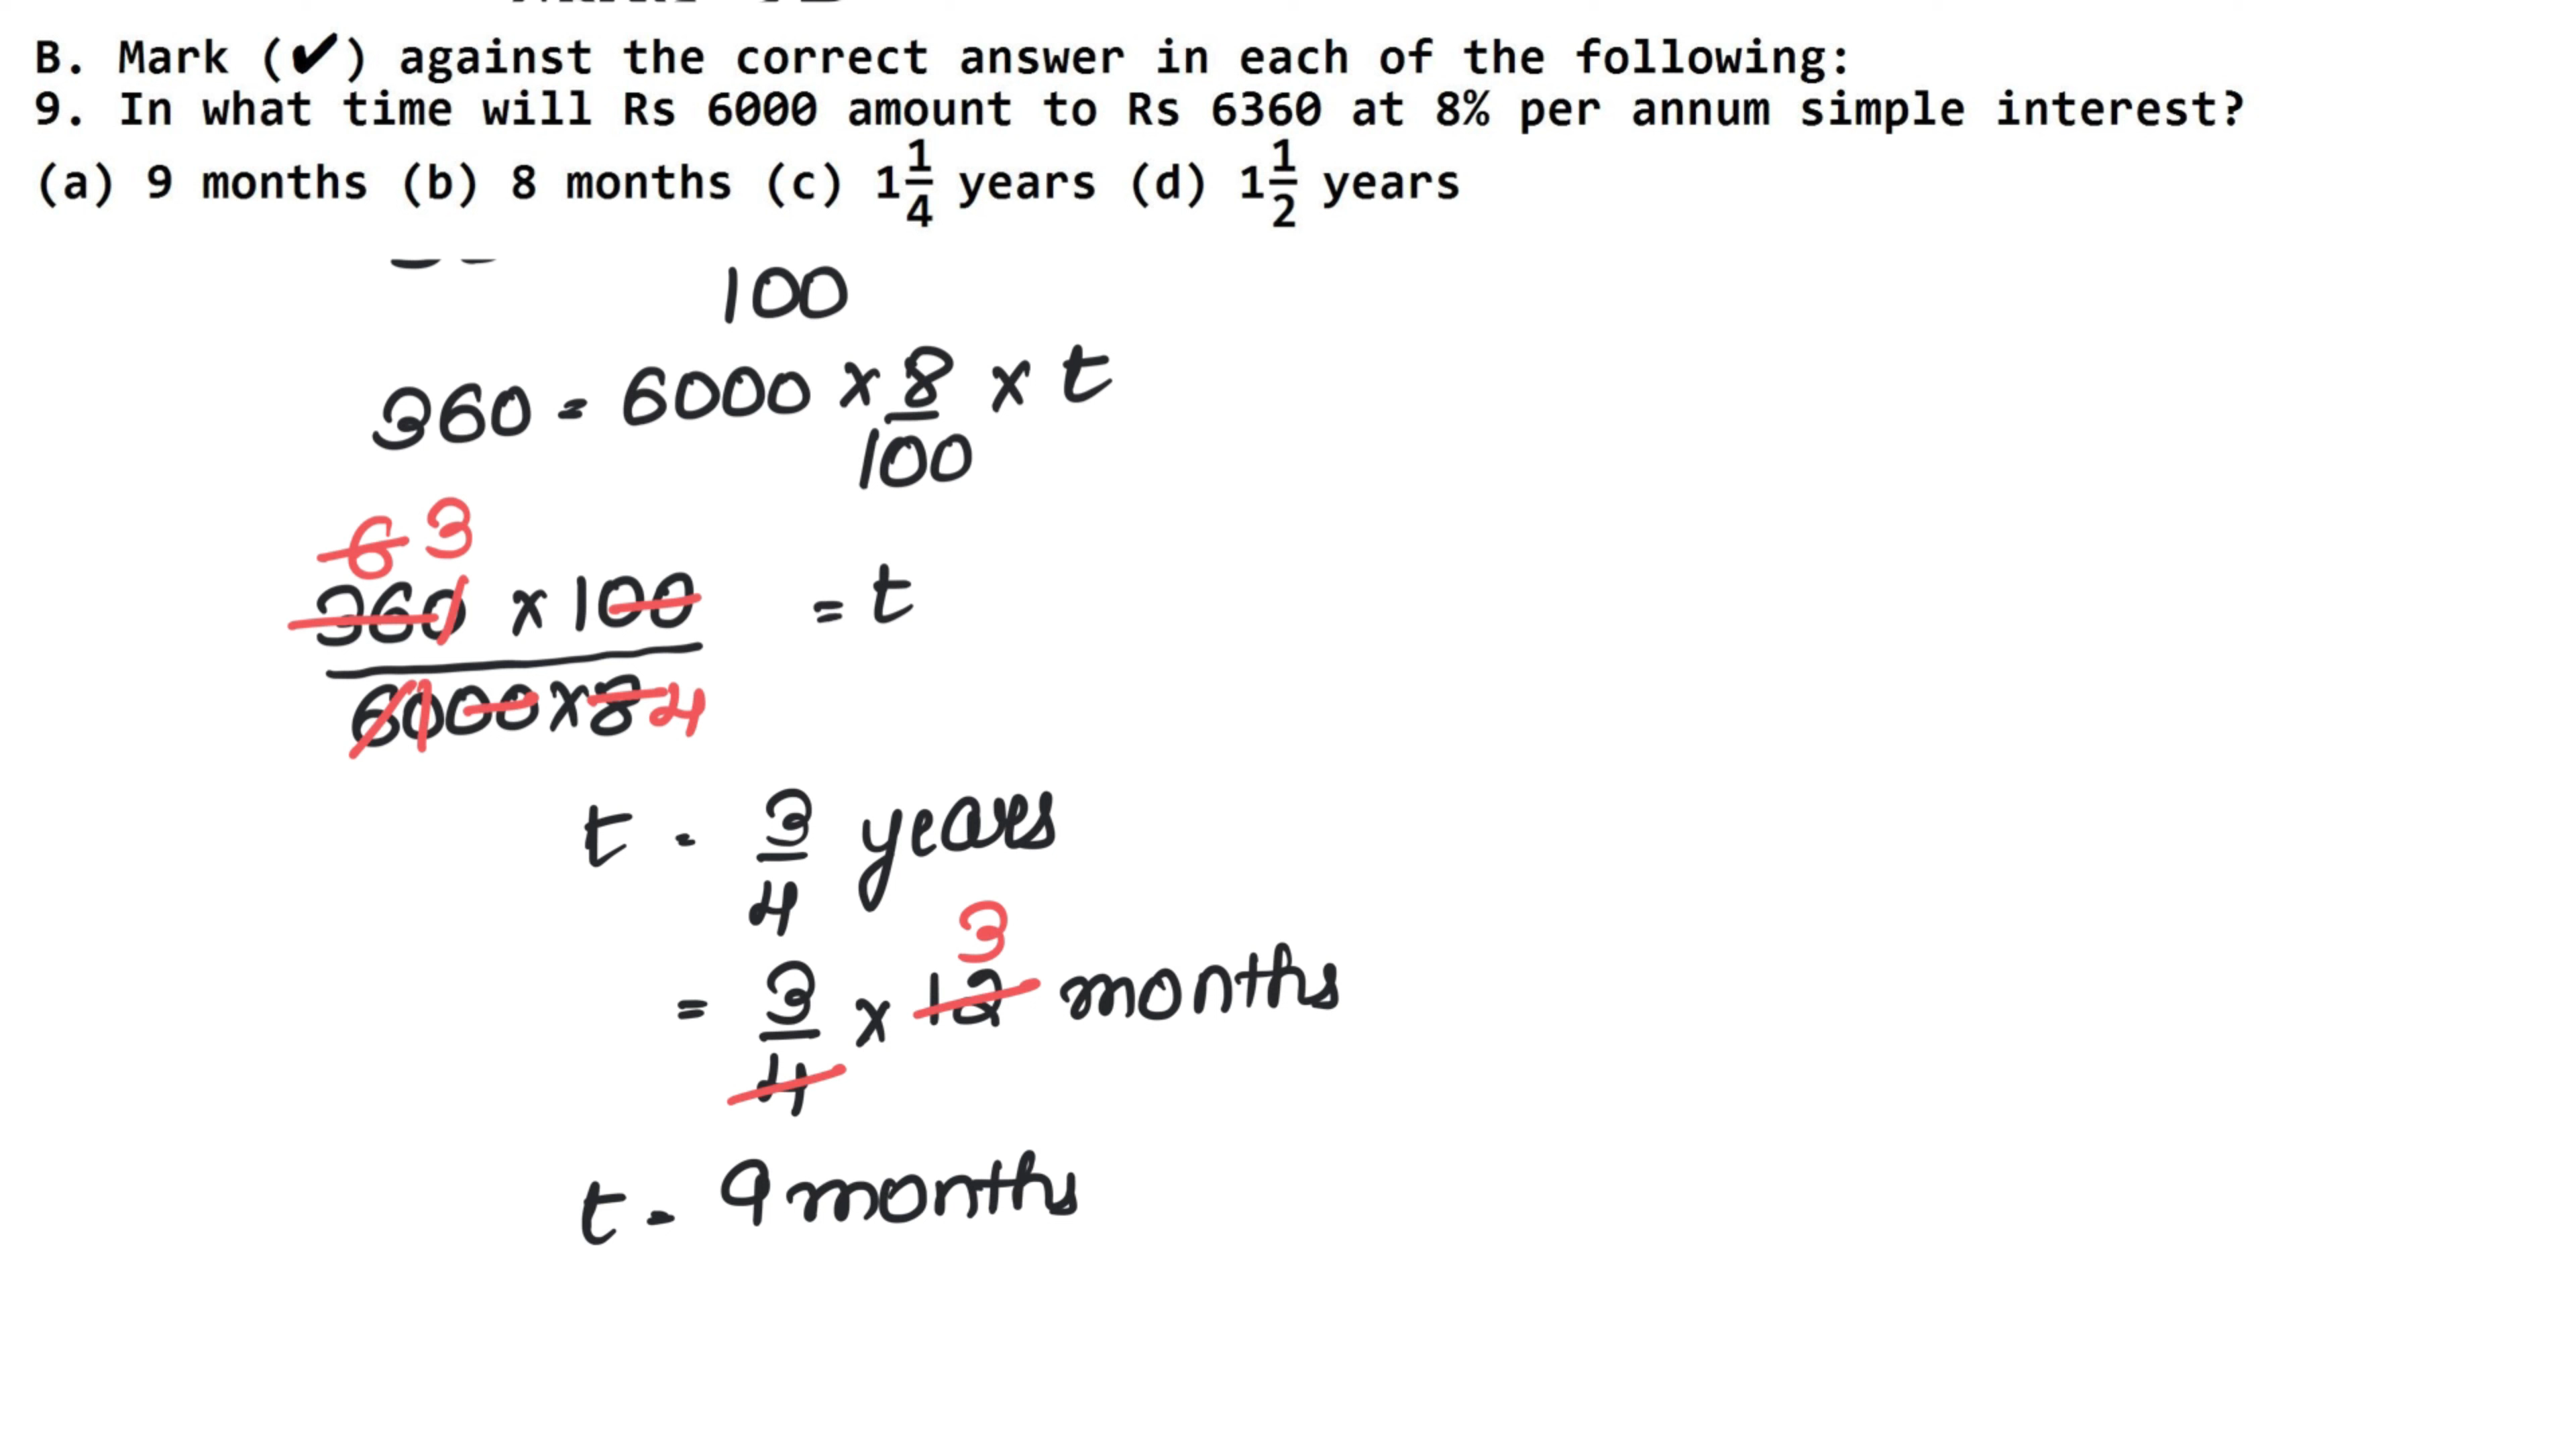 B. Mark (✔) against the correct answer in each of the following:
9. In what time will Rs 6000 amount to Rs 6360 at 8% per annum simple interest?
(a) 9 months (b) 8 months (c) 1 1/4 years (d) 1 1/2 years
100
360 = 6000 x 8/100 x t
6 3
360 x 100 / 6000 x 8 4 = t
t = 3/4 years
3
= 3/4 x 12 months
t = 9 months